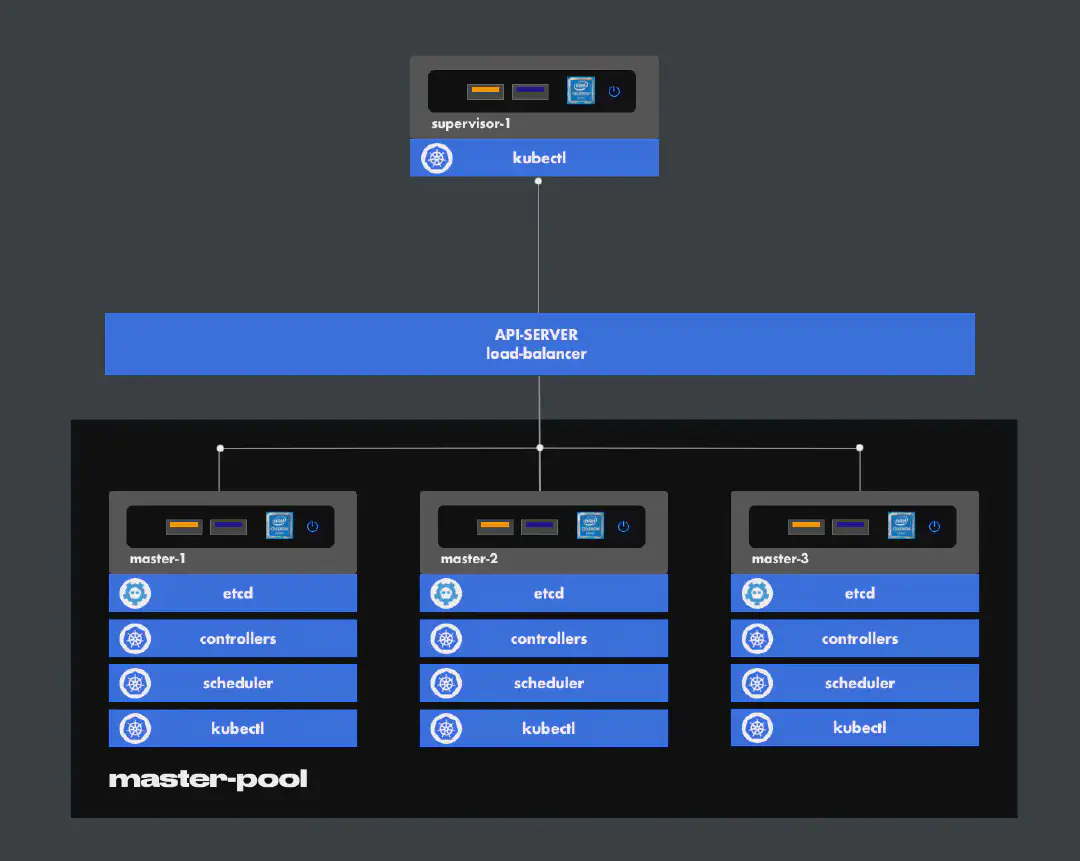 supervisor-1
kubectl
API-SERVER
load-balancer
master-1
master-2
master-3
etcd
etcd
etcd
controllers
controllers
controllers
scheduler
scheduler
scheduler
kubectl
kubectl
kubectl
master-pool